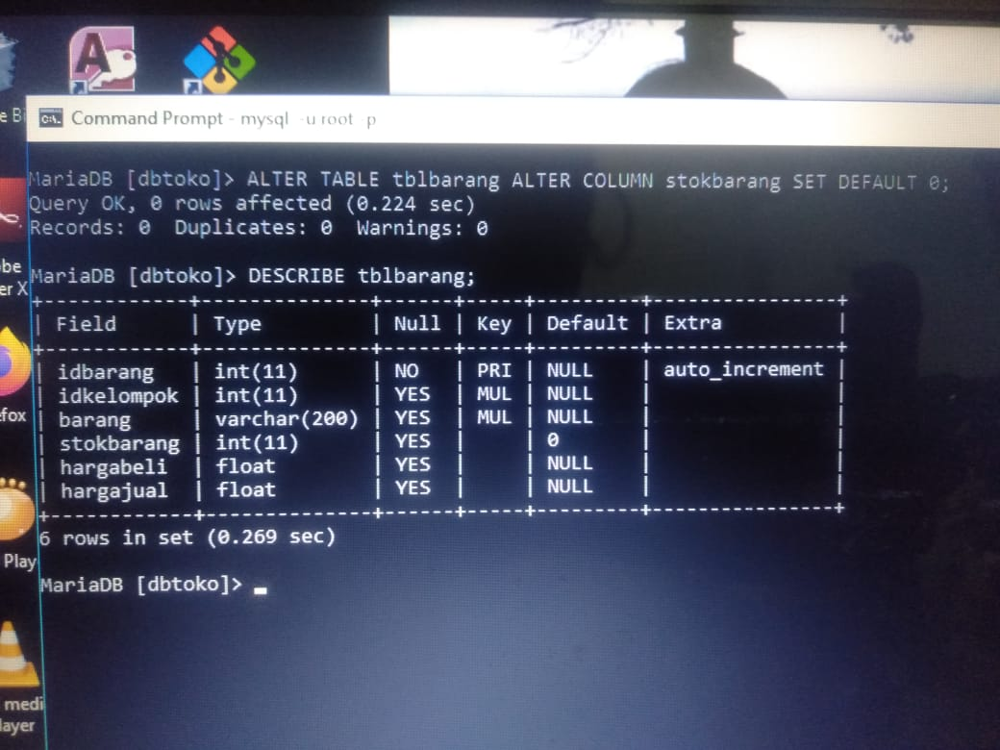 Command Prompt - mysql -u root -p
MariaDB [dbtoko]> ALTER TABLE tblbarang ALTER COLUMN stokbarang SET DEFAULT 0;
Query OK, 0 rows affected (0.224 sec)
Records: 0  Duplicates: 0  Warnings: 0
MariaDB [dbtoko]> DESCRIBE tblbarang;
+------------+--------------+------+-----+---------+----------------+
| Field      | Type         | Null | Key | Default | Extra          |
+------------+--------------+------+-----+---------+----------------+
| idbarang   | int(11)      | NO   | PRI | NULL    | auto_increment |
| idkelompok | int(11)      | YES  | MUL | NULL    |                |
| barang     | varchar(200) | YES  | MUL | NULL    |                |
| stokbarang | int(11)      | YES  |     | 0       |                |
| hargabeli  | float        | YES  |     | NULL    |                |
| hargajual  | float        | YES  |     | NULL    |                |
+------------+--------------+------+-----+---------+----------------+
6 rows in set (0.269 sec)
MariaDB [dbtoko]>
Play
medi
layer